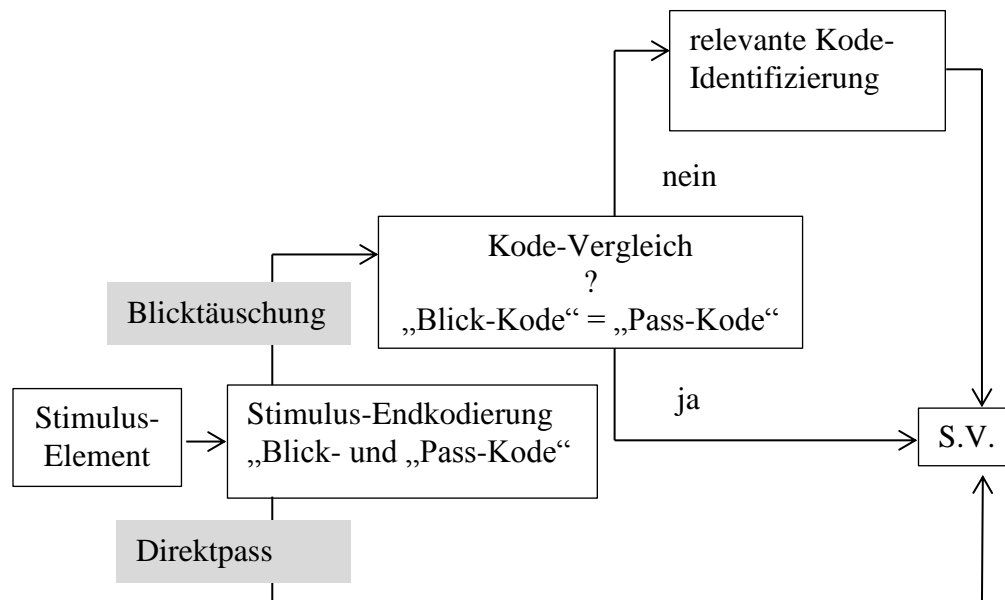 relevante Kode-
Identifizierung
nein
Kode-Vergleich
?
„Blick-Kode“ = „Pass-Kode“
Blicktäuschung
Stimulus-
Element
Stimulus-Endkodierung
„Blick- und „Pass-Kode“
ja
S.V.
Direktpass